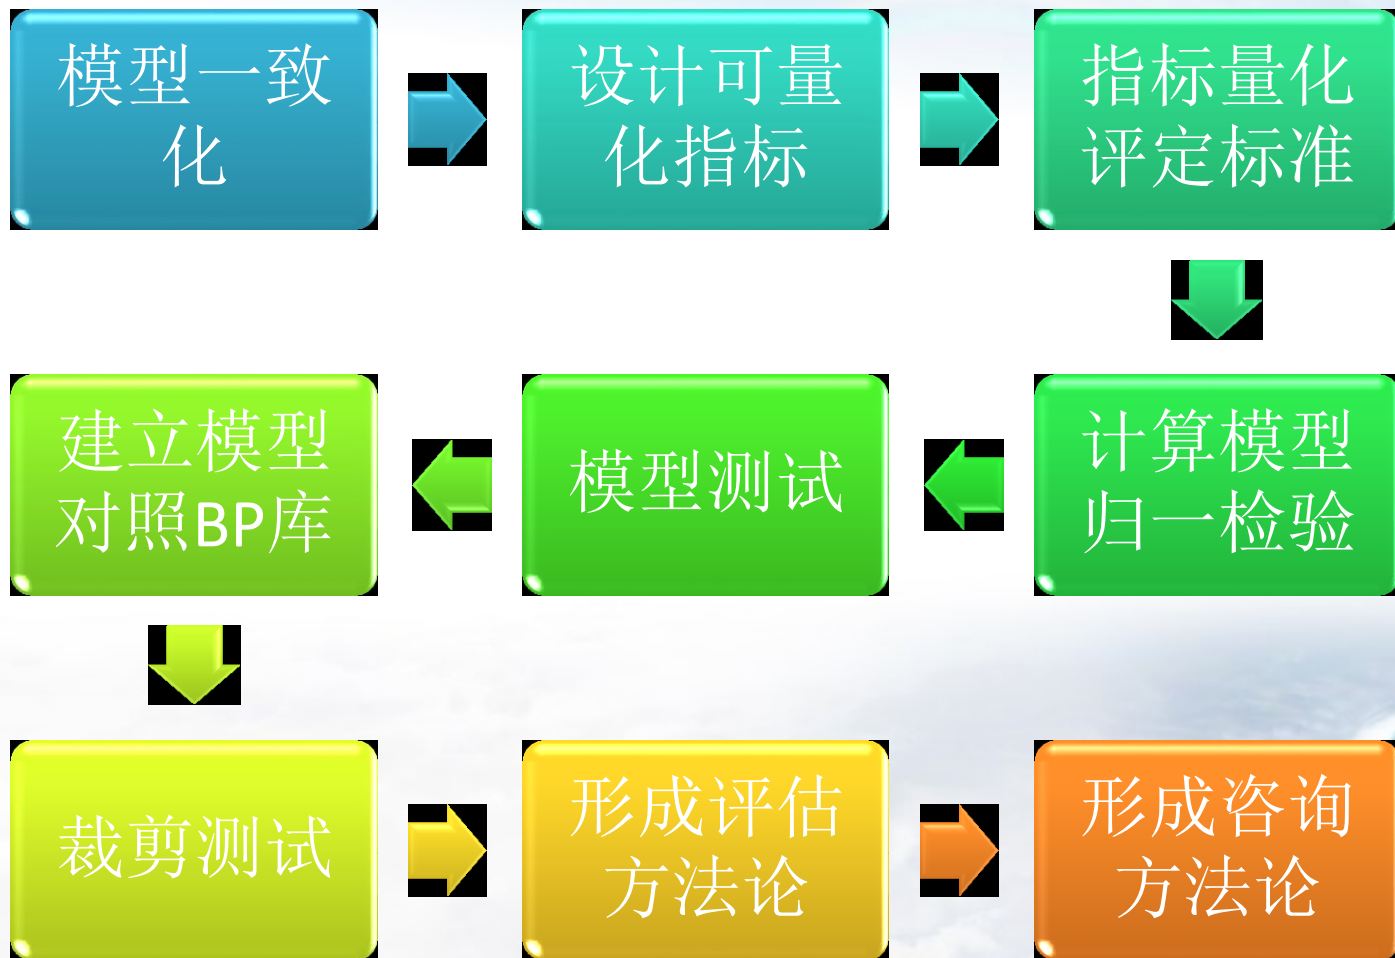 模型一致
化
设计可量
化指标
指标量化
评定标准
计算模型
归一检验
模型测试
建立模型
对照BP库
裁剪测试
形成评估
方法论
形成咨询
方法论